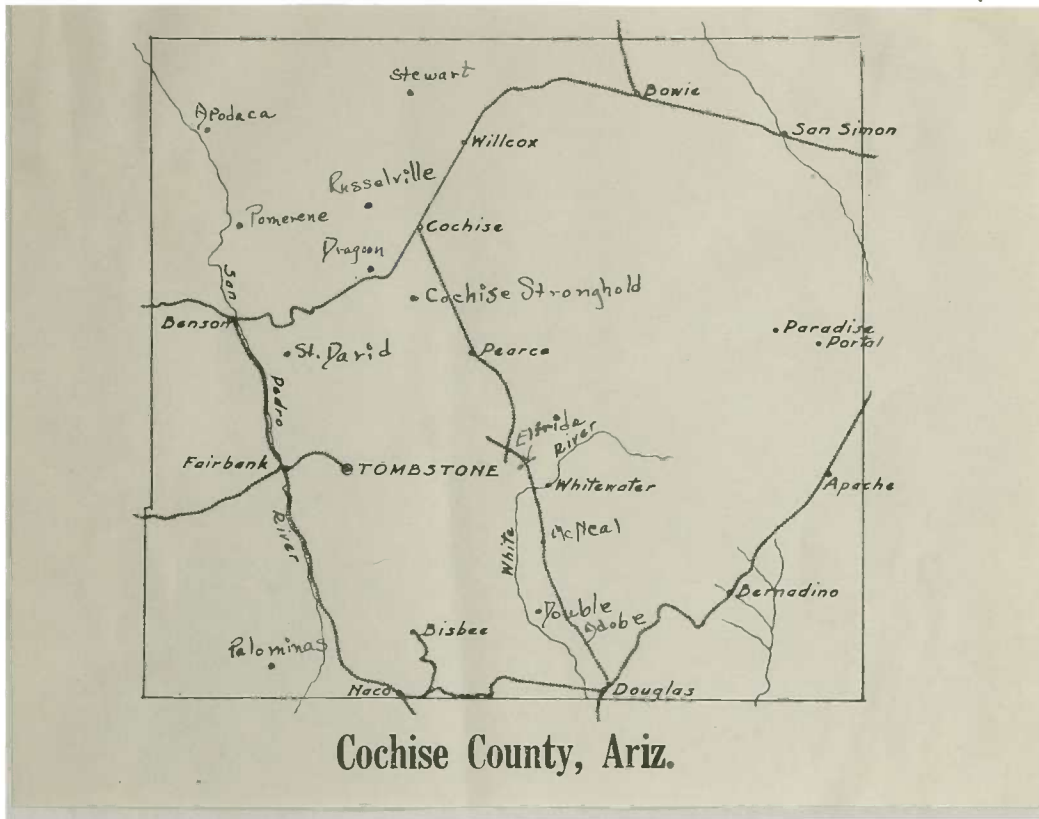 Stewart
Bowie
Apodaca
San Simon
Willcox
Russelville
Pomerene
Cochise
Dragoon
San
Cochise Stronghold
Benson
Paradise
Portal
St. David
Pearce
Pedro
Elfrida
River
Fairbank
TOMBSTONE
Whitewater
Apache
River
White
McNeal
Bernadino
Double
Adobe
Bisbee
Palominas
Naco
Douglas
Cochise County, Ariz.